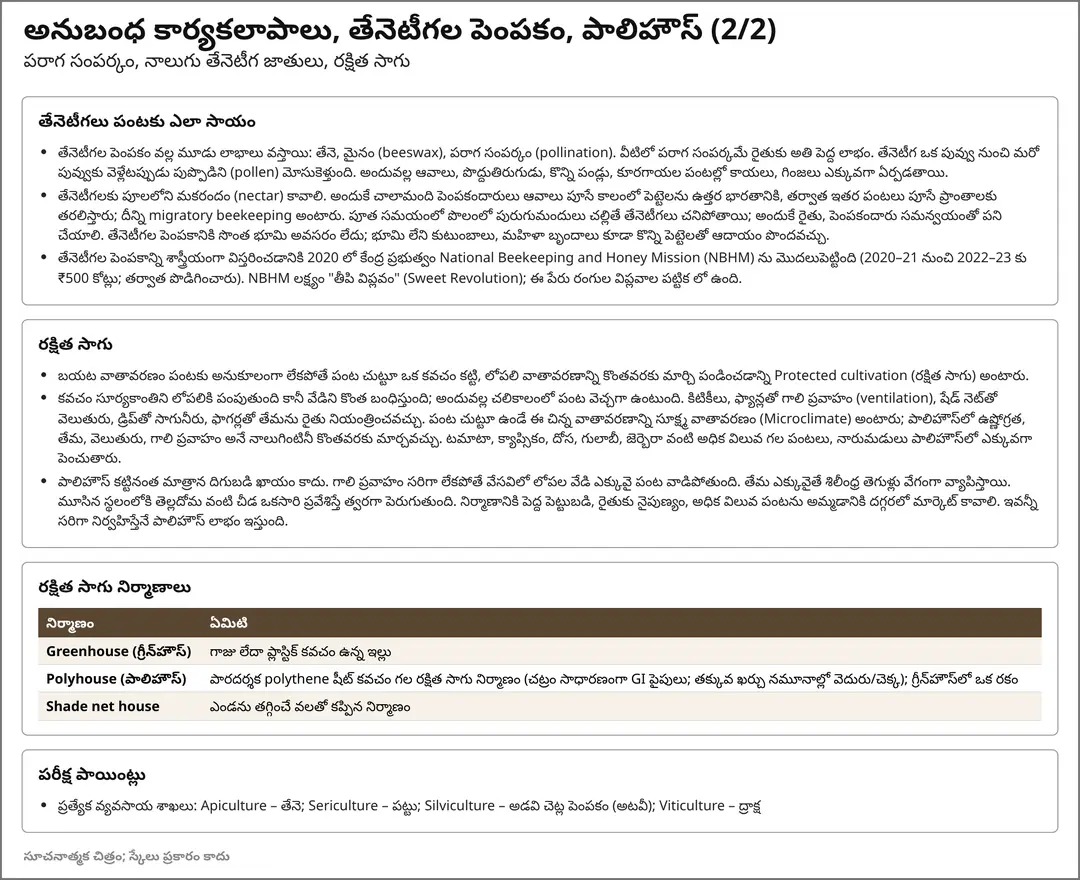 అనుబంధ కార్యకలాపాలు, తేనెటీగల పెంపకం, పాలిహౌస్ (2/2)
పరాగ సంపర్కం, నాలుగు తేనెటీగ జాతులు, రక్షిత సాగు
తేనెటీగలు పంటకు ఎలా సాయం
• తేనెటీగల పెంపకం వల్ల మూడు లాభాలు వస్తాయి: తేనె, మైనం (beeswax), పరాగ సంపర్కం (pollination). వీటిలో పరాగ సంపర్కమే రైతుకు అతి పెద్ద లాభం. తేనెటీగ ఒక పువ్వు నుంచి మరో
పువ్వుకు వెళ్లేటప్పుడు పుప్పొడిని (pollen) మోసుకెళ్తుంది. అందువల్ల ఆవాలు, పొద్దుతిరుగుడు, కొన్ని పండ్లు, కూరగాయల పంటల్లో కాయలు, గింజలు ఎక్కువగా ఏర్పడతాయి.
• తేనెటీగలకు పూలలోని మకరందం (nectar) కావాలి. అందుకే చాలామంది పెంపకందారులు ఆవాలు పూసే కాలంలో పెట్టెలను ఉత్తర భారతానికి, తర్వాత ఇతర పంటలు పూసే ప్రాంతాలకు
తరలిస్తారు; దీన్ని migratory beekeeping అంటారు. పూత సమయంలో పొలంలో పురుగుమందులు చల్లితే తేనెటీగలు చనిపోతాయి; అందుకే రైతు, పెంపకందారు సమన్వయంతో పని
చేయాలి. తేనెటీగల పెంపకానికి సొంత భూమి అవసరం లేదు; భూమి లేని కుటుంబాలు, మహిళా బృందాలు కూడా కొన్ని పెట్టెలతో ఆదాయం పొందవచ్చు.
• తేనెటీగల పెంపకాన్ని శాస్త్రీయంగా విస్తరించడానికి 2020 లో కేంద్ర ప్రభుత్వం National Beekeeping and Honey Mission (NBHM) ను మొదలుపెట్టింది (2020–21 నుంచి 2022–23 కు
₹500 కోట్లు; తర్వాత పొడిగించారు). NBHM లక్ష్యం "తీపి విప్లవం" (Sweet Revolution); ఈ పేరు రంగుల విప్లవాల పట్టిక లో ఉంది.
రక్షిత సాగు
• బయట వాతావరణం పంటకు అనుకూలంగా లేకపోతే పంట చుట్టూ ఒక కవచం కట్టి, లోపలి వాతావరణాన్ని కొంతవరకు మార్చి పండించడాన్ని Protected cultivation (రక్షిత సాగు) అంటారు.
• కవచం సూర్యకాంతిని లోపలికి పంపుతుంది కానీ వేడిని కొంత బంధిస్తుంది; అందువల్ల చలికాలంలో పంట వెచ్చగా ఉంటుంది. కిటికీలు, ఫ్యాన్లతో గాలి ప్రవాహం (ventilation), షేడ్ నెట్‌తో
వెలుతురు, డ్రిప్‌తో సాగునీరు, ఫాగర్లతో తేమను రైతు నియంత్రించవచ్చు. పంట చుట్టూ ఉండే ఈ చిన్న వాతావరణాన్ని సూక్ష్మ వాతావరణం (Microclimate) అంటారు; పాలిహౌస్‌లో ఉష్ణోగ్రత,
తేమ, వెలుతురు, గాలి ప్రవాహం అనే నాలుగింటినీ కొంతవరకు మార్చవచ్చు. టమాటా, క్యాప్సికం, దోస, గులాబీ, జెర్బెరా వంటి అధిక విలువ గల పంటలు, నారుమడులు పాలిహౌస్‌లో ఎక్కువగా
పెంచుతారు.
• పాలిహౌస్ కట్టినంత మాత్రాన దిగుబడి ఖాయం కాదు. గాలి ప్రవాహం సరిగా లేకపోతే వేసవిలో లోపల వేడి ఎక్కువై పంట వాడిపోతుంది. తేమ ఎక్కువైతే శిలీంధ్ర తెగుళ్లు వేగంగా వ్యాపిస్తాయి.
మూసిన స్థలంలోకి తెల్లదోమ వంటి చీడ ఒకసారి ప్రవేశిస్తే త్వరగా పెరుగుతుంది. నిర్మాణానికి పెద్ద పెట్టుబడి, రైతుకు నైపుణ్యం, అధిక విలువ పంటను అమ్మడానికి దగ్గరలో మార్కెట్ కావాలి. ఇవన్నీ
సరిగా నిర్వహిస్తేనే పాలిహౌస్ లాభం ఇస్తుంది.
రక్షిత సాగు నిర్మాణాలు
నిర్మాణం ఏమిటి
Greenhouse (గ్రీన్‌హౌస్) గాజు లేదా ప్లాస్టిక్ కవచం ఉన్న ఇల్లు
Polyhouse (పాలిహౌస్) పారదర్శక polythene షీట్ కవచం గల రక్షిత సాగు నిర్మాణం (చట్రం సాధారణంగా GI పైపులు; తక్కువ ఖర్చు నమూనాల్లో వెదురు/చెక్క); గ్రీన్‌హౌస్‌లో ఒక రకం
Shade net house ఎండను తగ్గించే వలతో కప్పిన నిర్మాణం
పరీక్ష పాయింట్లు
• ప్రత్యేక వ్యవసాయ శాఖలు: Apiculture – తేనె; Sericulture – పట్టు; Silviculture – అడవి చెట్ల పెంపకం (అటవీ); Viticulture – ద్రాక్ష
సూచనాత్మక చిత్రం; స్కేలు ప్రకారం కాదు